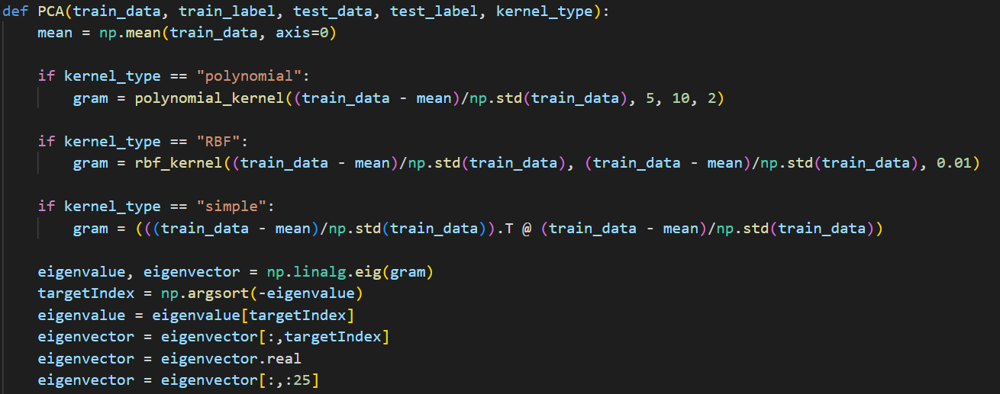 def PCA(train_data, train_label, test_data, test_label, kernel_type):
    mean = np.mean(train_data, axis=0)

    if kernel_type == "polynomial":
        gram = polynomial_kernel((train_data - mean)/np.std(train_data), 5, 10, 2)

    if kernel_type == "RBF":
        gram = rbf_kernel((train_data - mean)/np.std(train_data), (train_data - mean)/np.std(train_data), 0.01)

    if kernel_type == "simple":
        gram = (((train_data - mean)/np.std(train_data)).T @ (train_data - mean)/np.std(train_data))

    eigenvalue, eigenvector = np.linalg.eig(gram)
    targetIndex = np.argsort(-eigenvalue)
    eigenvalue = eigenvalue[targetIndex]
    eigenvector = eigenvector[:,targetIndex]
    eigenvector = eigenvector.real
    eigenvector = eigenvector[:,:25]